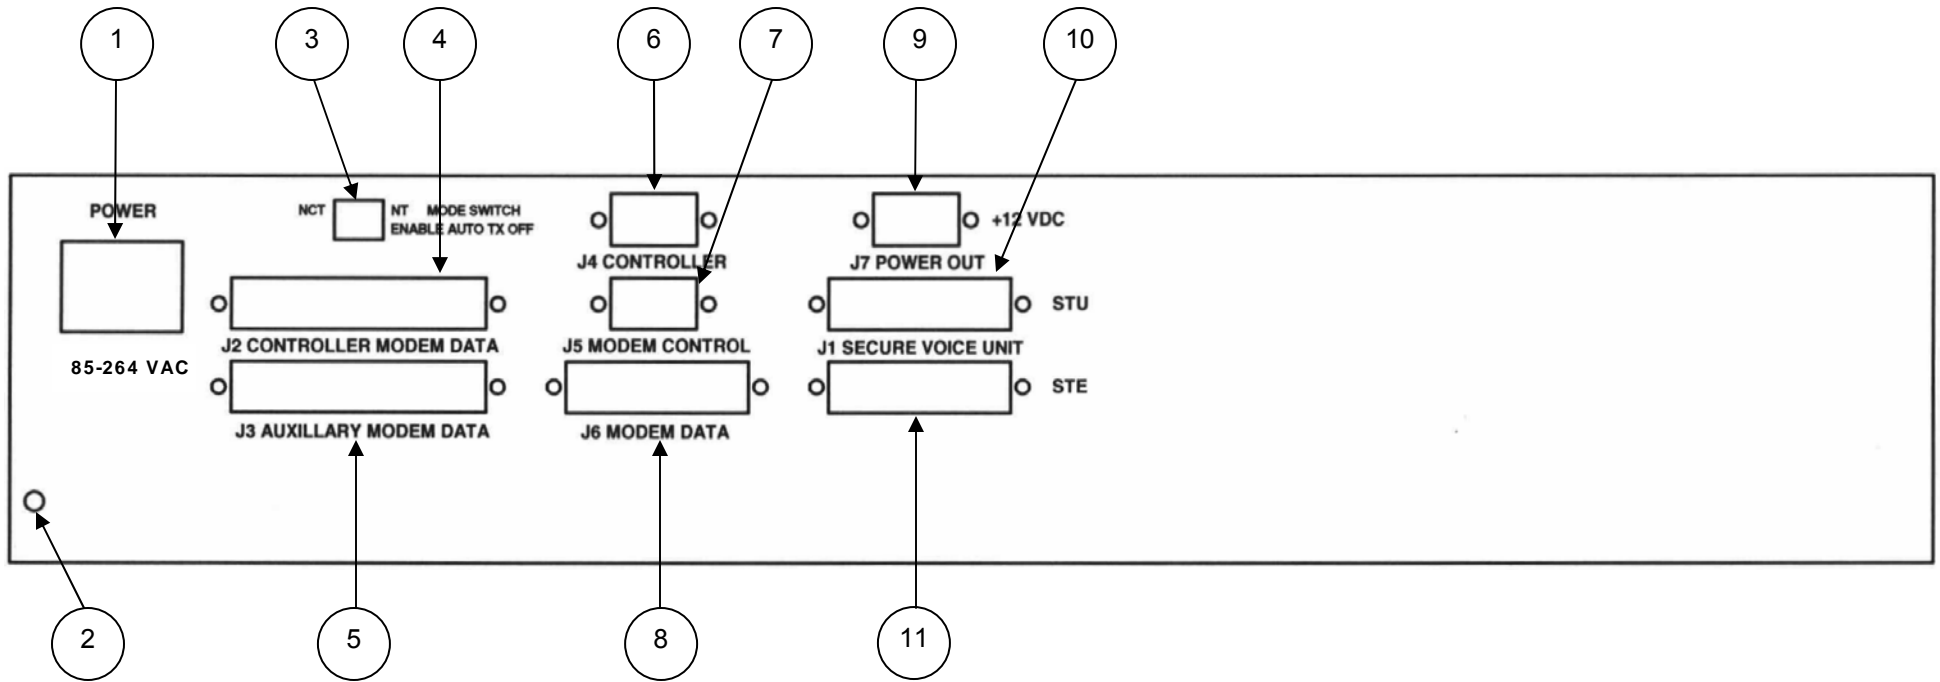 1
3
4
6
7
9
10
POWER
NCT
NT MODE SWITCH
ENABLE AUTO TX OFF
+12 VDC
J4 CONTROLLER
J7 POWER OUT
STU
J2 CONTROLLER MODEM DATA
J5 MODEM CONTROL
J1 SECURE VOICE UNIT
85-264 VAC
STE
J3 AUXILLARY MODEM DATA
J6 MODEM DATA
2
5
8
11